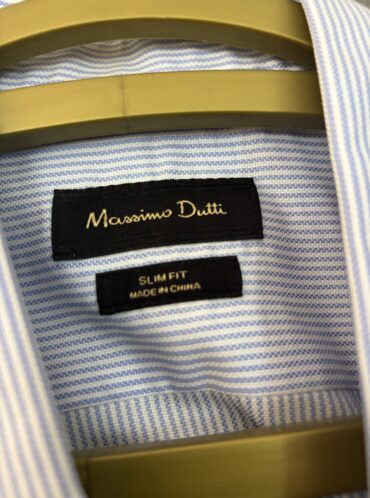 Massimo Dutti
SLIM FIT
MADE IN CHINA